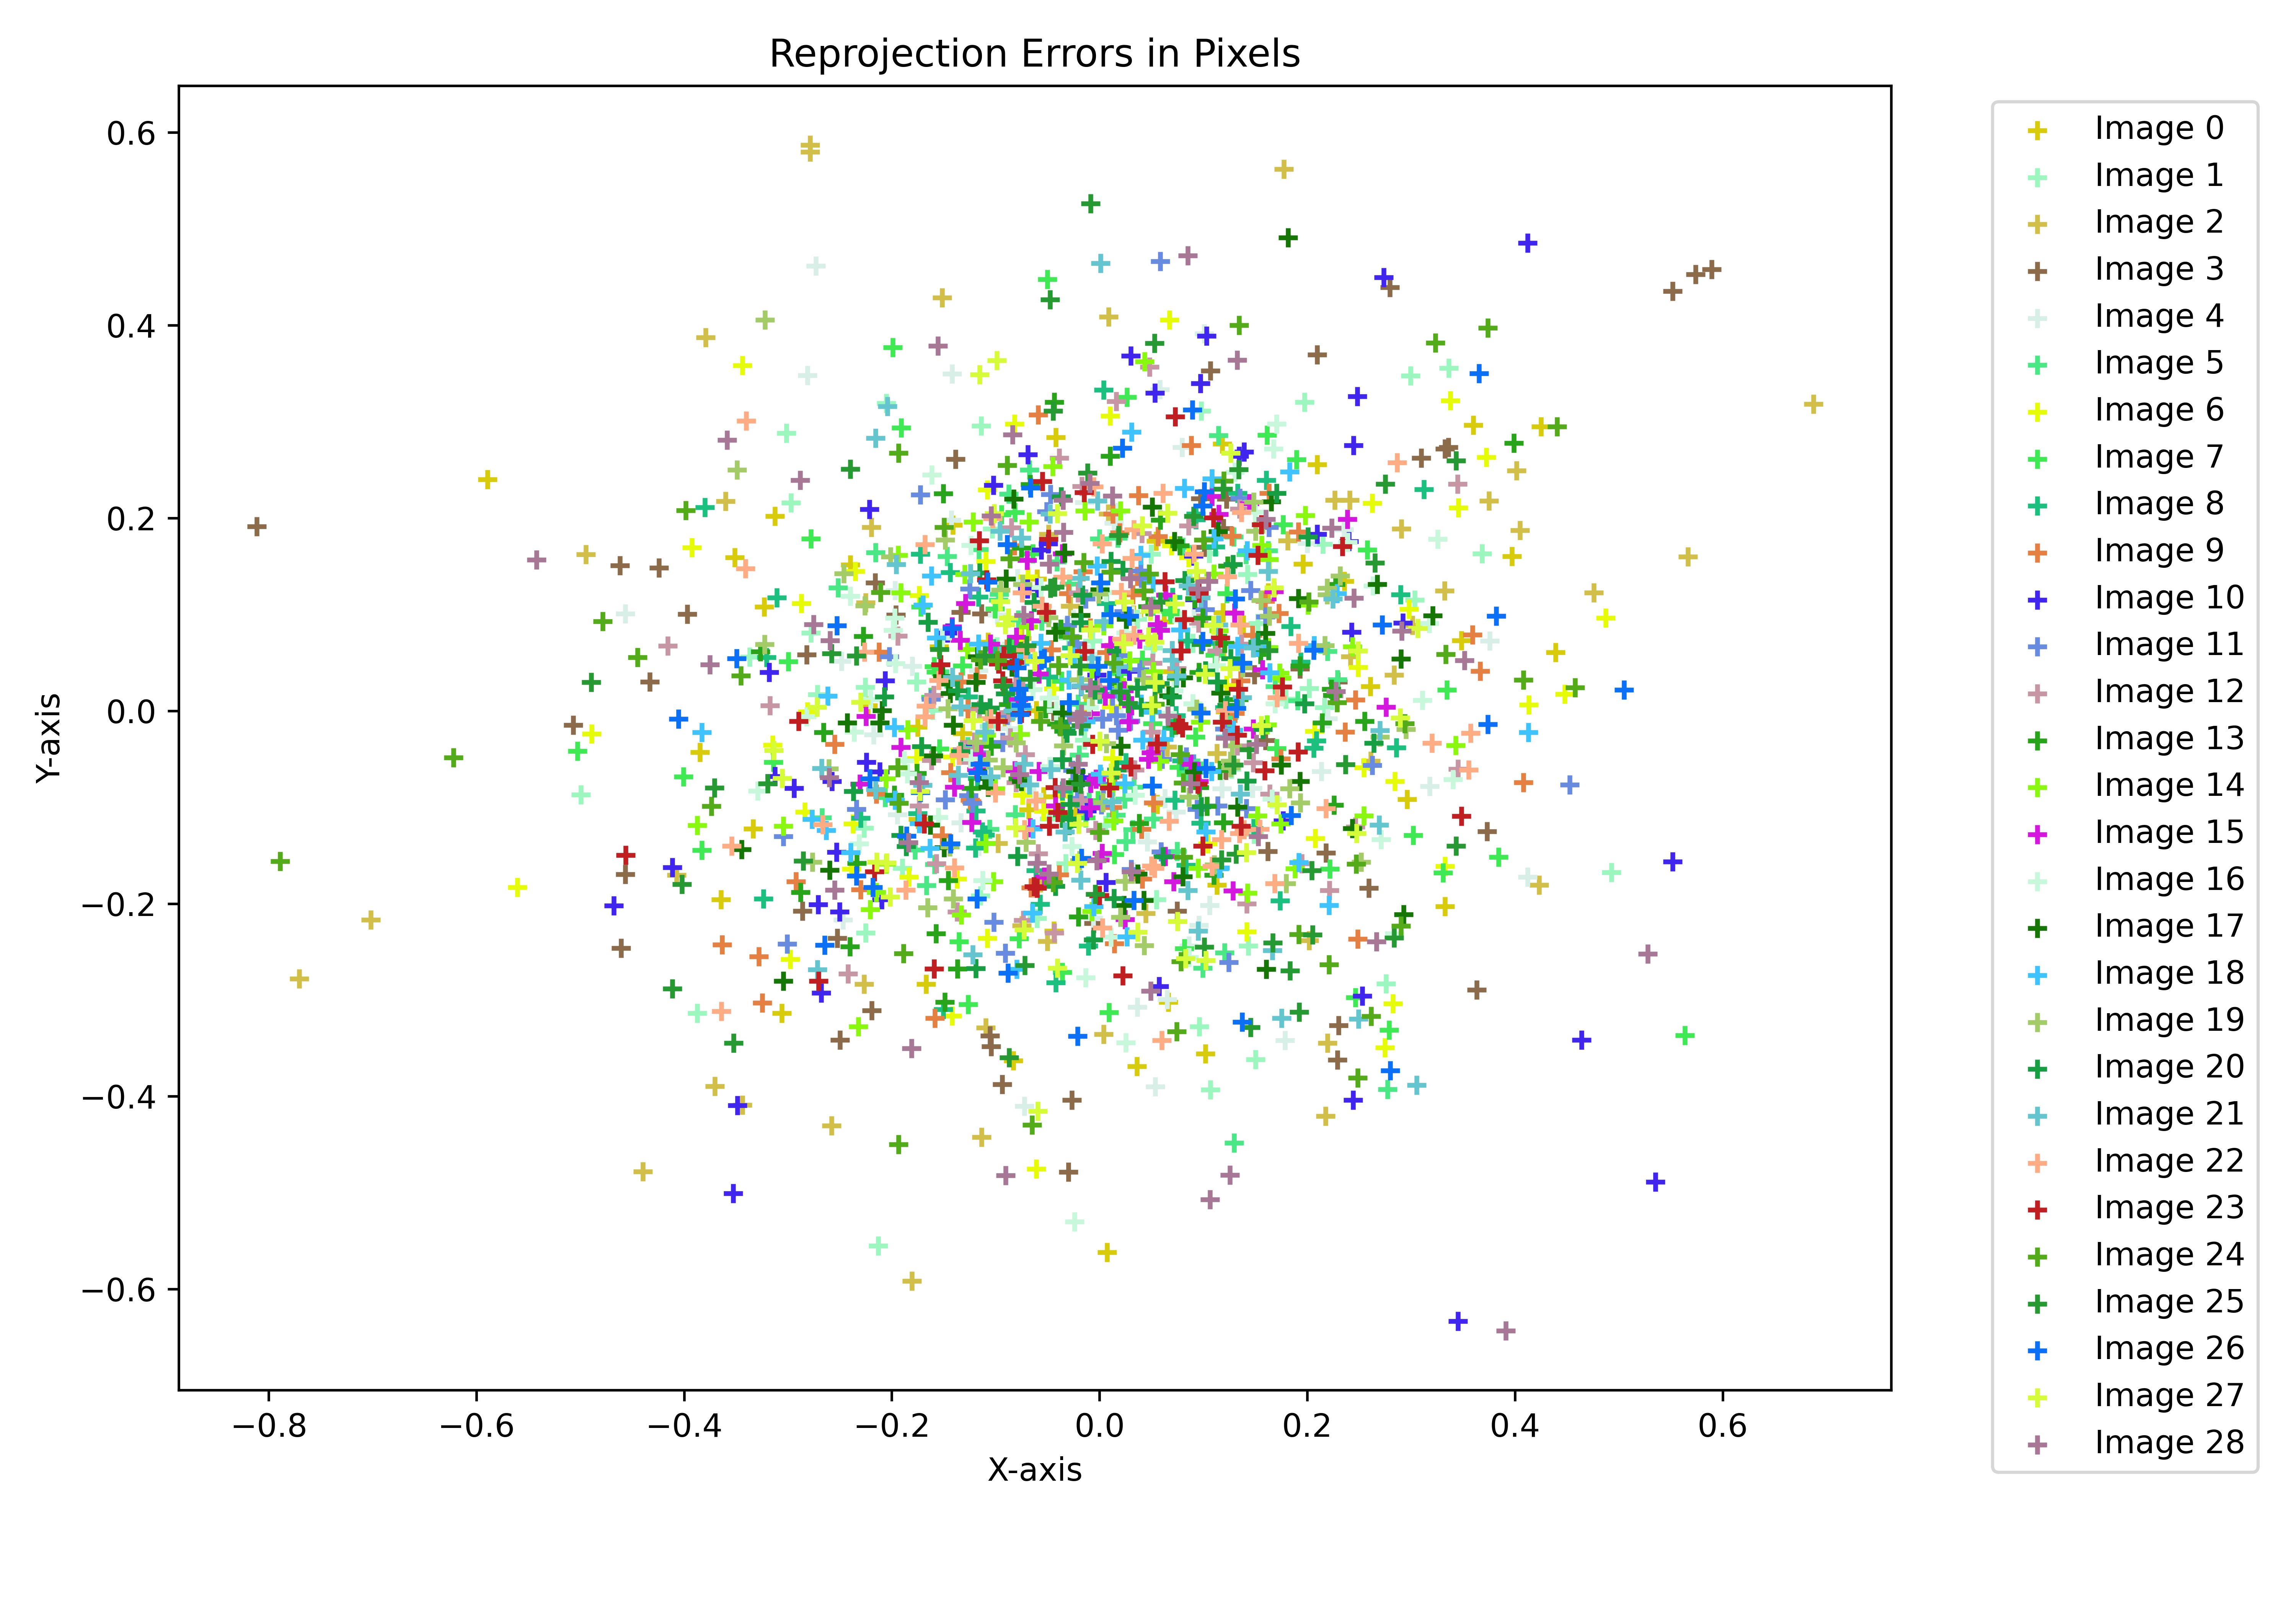 Reprojection Errors in Pixels
0.6
0.4
0.2
0.0
−0.2
−0.4
−0.6
Y-axis
−0.8
−0.6
−0.4
−0.2
0.0
0.2
0.4
0.6
X-axis
Image 0
Image 1
Image 2
Image 3
Image 4
Image 5
Image 6
Image 7
Image 8
Image 9
Image 10
Image 11
Image 12
Image 13
Image 14
Image 15
Image 16
Image 17
Image 18
Image 19
Image 20
Image 21
Image 22
Image 23
Image 24
Image 25
Image 26
Image 27
Image 28